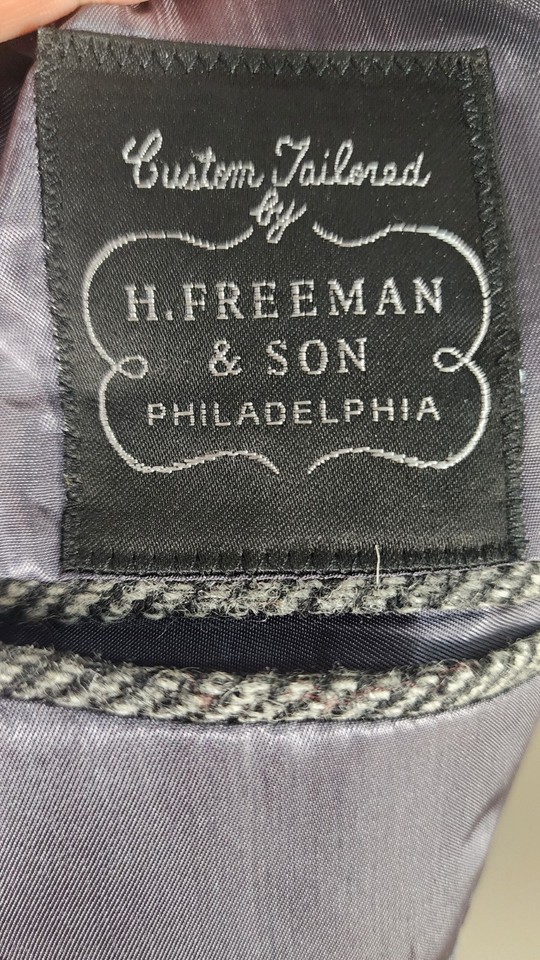 Custom Tailored
by
H.FREEMAN
& SON
PHILADELPHIA